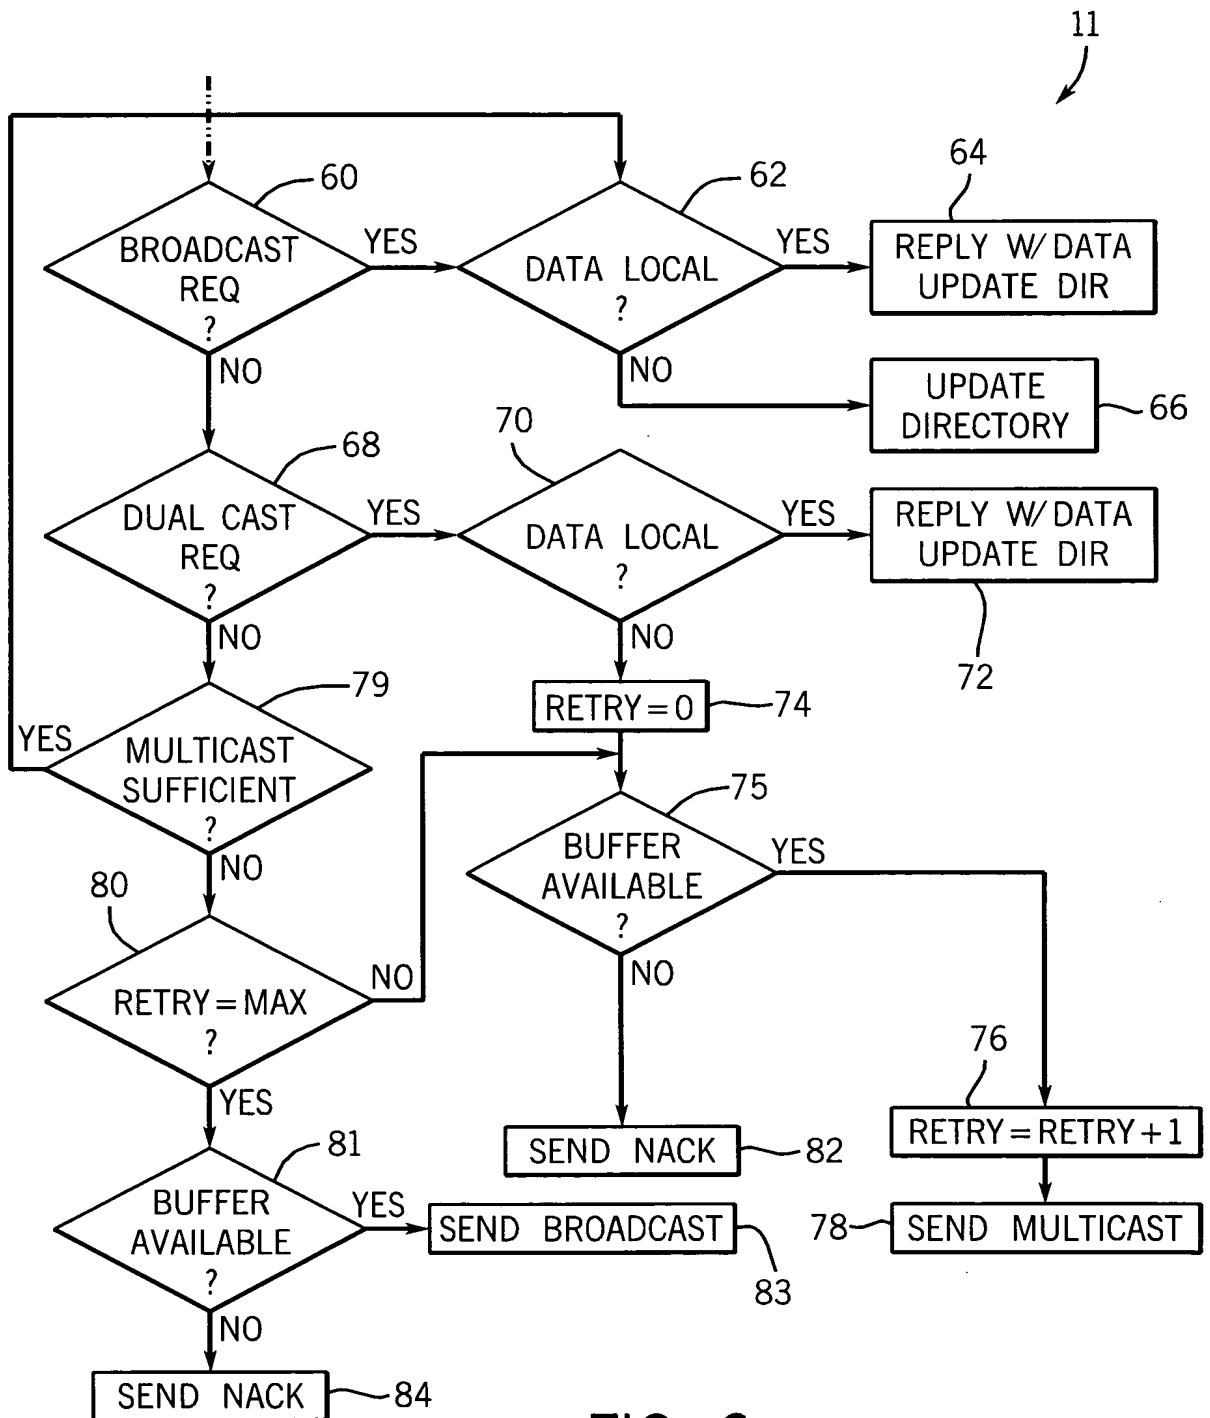 11
60
62
64
BROADCAST
REQ
?
YES
DATA LOCAL
?
YES
REPLY W/DATA
UPDATE DIR
NO
NO
UPDATE
DIRECTORY
66
68
70
DUAL CAST
REQ
?
YES
DATA LOCAL
?
YES
REPLY W/DATA
UPDATE DIR
72
NO
NO
79
RETRY=0
74
YES
MULTICAST
SUFFICIENT
?
75
BUFFER
AVAILABLE
?
YES
NO
80
NO
NO
RETRY=MAX
?
76
RETRY=RETRY+1
YES
81
SEND NACK
82
BUFFER
AVAILABLE
?
YES
SEND BROADCAST
83
78
SEND MULTICAST
NO
SEND NACK
84